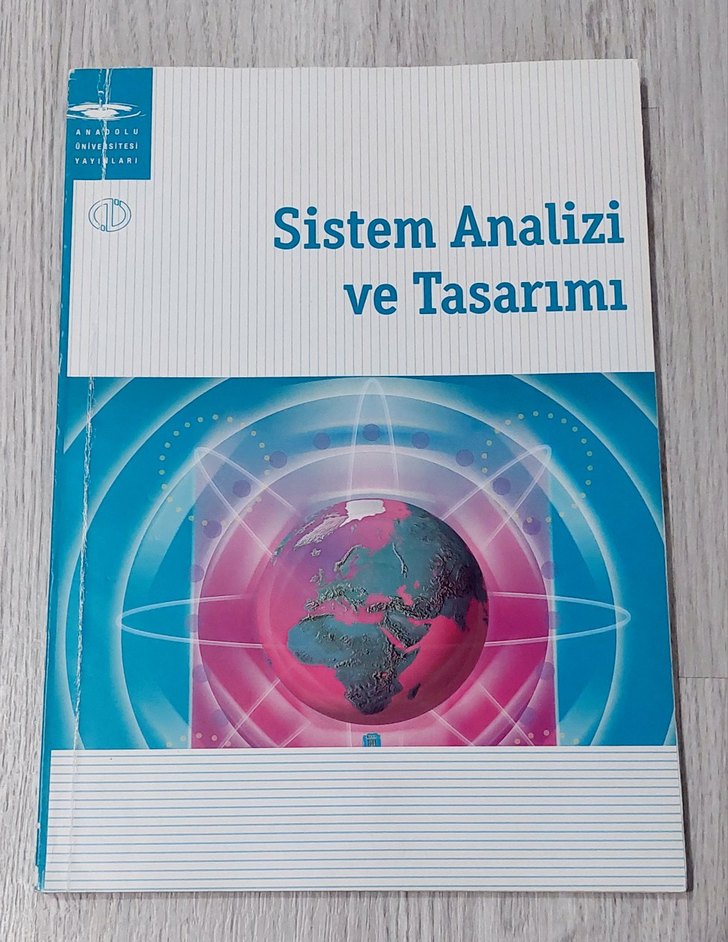 ANADOLU
ÜNİVERSİTESİ
YAYINLARI
Sistem Analizi
ve Tasarımı